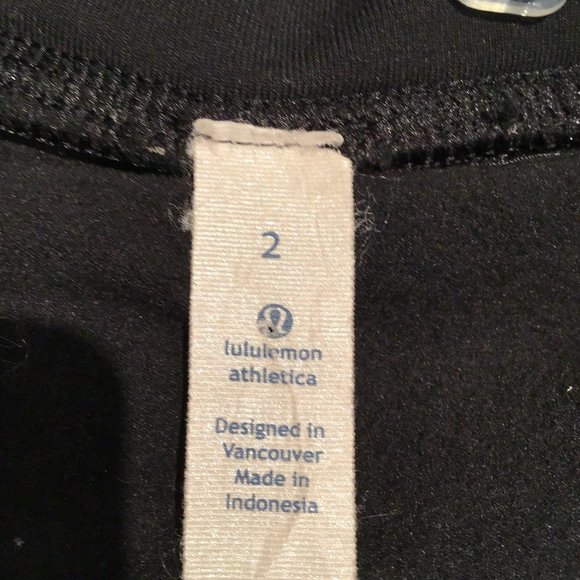 2
lululemon
athletica
Designed in
Vancouver
Made in
Indonesia